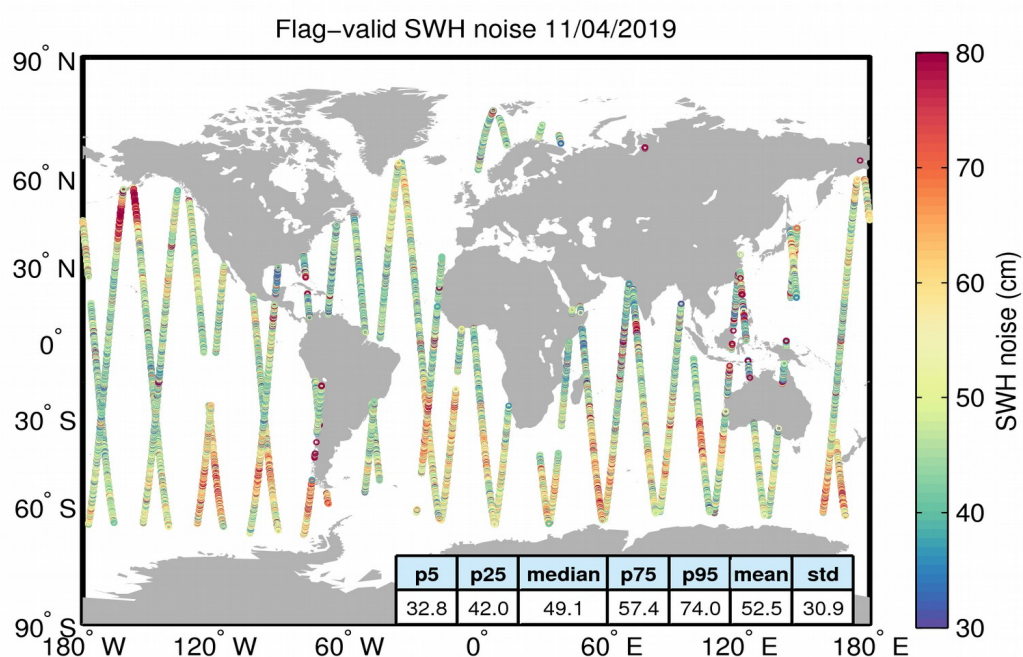 Flag−valid SWH noise 11/04/2019
90° N
60° N
30° N
0°
30° S
60° S
90° S
180° W
120° W
60° W
0°
60° E
120° E
180° E
p5 p25 median p75 p95 mean std
32.8 42.0 49.1 57.4 74.0 52.5 30.9
80
70
60
50
40
30
SWH noise (cm)